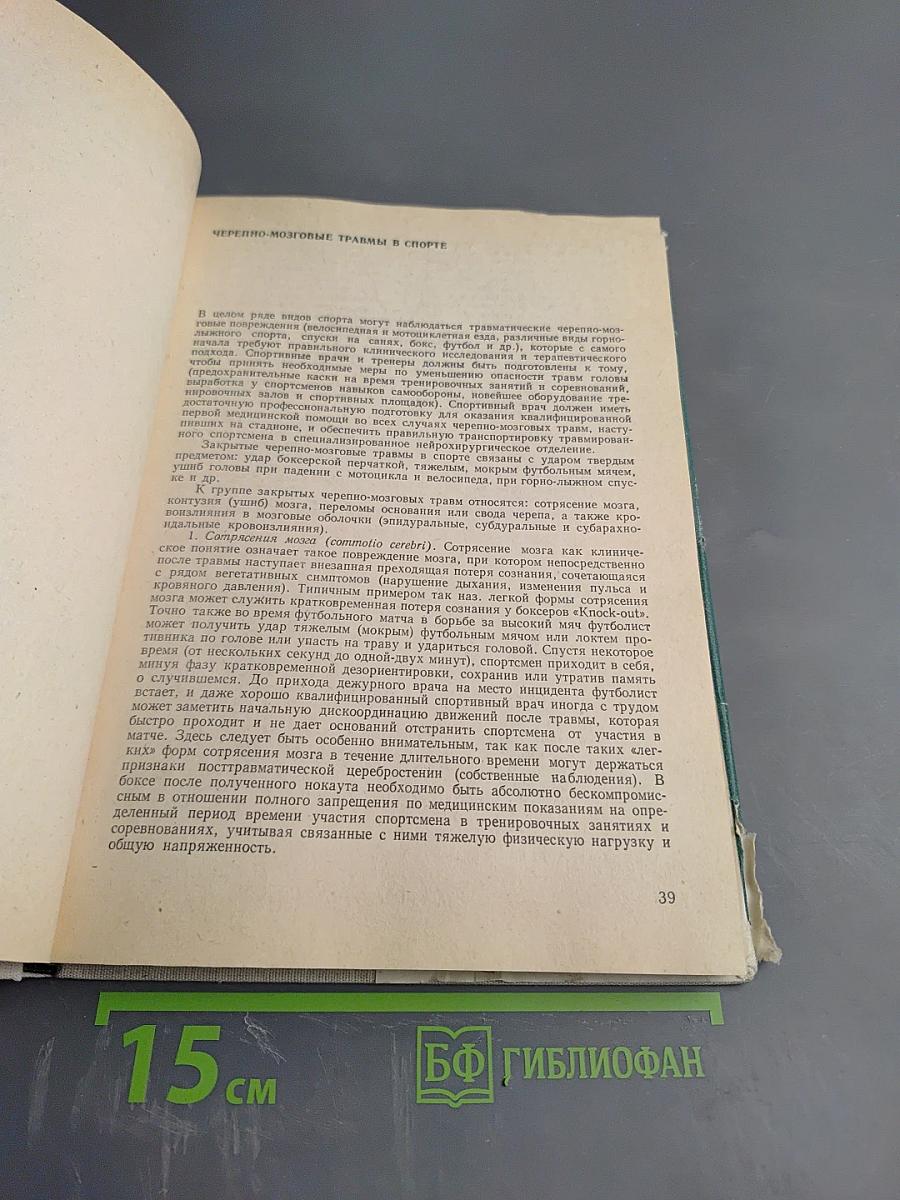 ЧЕРЕПНО-МОЗГОВЫЕ ТРАВМЫ В СПОРТЕ
В целом ряде видов спорта могут наблюдаться травматические черепно-моз-
говые повреждения (велосипедная и мотоциклетная езда, различные виды горно-
лыжного спорта, спуски на санях, бокс, футбол и др.), которые с самого
начала требуют правильного клинического исследования и терапевтического
подхода. Спортивные врачи и тренеры должны быть подготовлены к тому,
чтобы принять необходимые меры по уменьшению опасности травм головы
(предохранительные каски на время тренировочных занятий и соревнований,
выработка у спортсменов навыков самообороны, новейшее оборудование тре-
нировочных залов и спортивных площадок). Спортивный врач должен иметь
достаточную профессиональную подготовку для оказания квалифицированной
первой медицинской помощи во всех случаях черепно-мозговых травм, насту-
пивших на стадионе, и обеспечить правильную транспортировку травмирован-
ного спортсмена в специализированное нейрохирургическое отделение.
Закрытые черепно-мозговые травмы в спорте связаны с ударом твердым
предметом: удар боксерской перчаткой, тяжелым, мокрым футбольным мячем,
ушиб головы при падении с мотоцикла и велосипеда, при горно-лыжном спус-
ке и др.
К группе закрытых черепно-мозговых травм относятся: сотрясение мозга,
контузия (ушиб) мозга, переломы основания или свода черепа, а также кро-
воизлияния в мозговые оболочки (эпидуральные, субдуральные и субарахно-
идальные кровоизлияния).
1. Сотрясения мозга (commotio cerebri). Сотрясение мозга как клиниче-
ское понятие означает такое повреждение мозга, при котором непосредственно
после травмы наступает внезапная преходящая потеря сознания, сочетающаяся
с рядом вегетативных симптомов (нарушение дыхания, изменения пульса и
кровяного давления). Типичным примером так наз. легкой формы сотрясения
мозга может служить кратковременная потеря сознания у боксеров «Knock-out».
Точно также во время футбольного матча в борьбе за высокий мяч футболист
может получить удар тяжелым (мокрым) футбольным мячом или локтем про-
тивника по голове или упасть на траву и удариться головой. Спустя некоторое
время (от нескольких секунд до одной-двух минут), спортсмен приходит в себя,
минуя фазу кратковременной дезориентировки, сохранив или утратив память
о случившемся. До прихода дежурного врача на место инцидента футболист
встает, и даже хорошо квалифицированный спортивный врач иногда с трудом
может заметить начальную дискоординацию движений после травмы, которая
быстро проходит и не дает оснований отстранить спортсмена от участия в
матче. Здесь следует быть особенно внимательным, так как после таких «лег-
ких» форм сотрясения мозга в течение длительного времени могут держаться
признаки посттравматической церебростении (собственные наблюдения). В
боксе после полученного нокаута необходимо быть абсолютно бескомпромис-
сным в отношении полного запрещения по медицинским показаниям на опре-
деленный период времени участия спортсмена в тренировочных занятиях и
соревнованиях, учитывая связанные с ними тяжелую физическую нагрузку и
общую напряженность.
39
15 см
БФ ГИБЛИОФАН